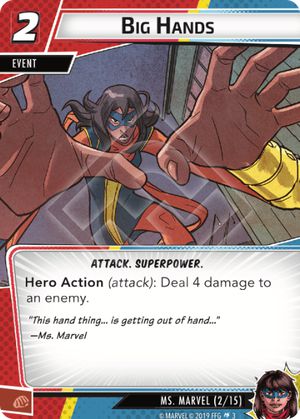 2
BIG HANDS
EVENT
ATTACK. SUPERPOWER.
Hero Action (attack): Deal 4 damage to
an enemy.
"This hand thing... is getting out of hand..."
—Ms. Marvel
MS. MARVEL (2/15)
© MARVEL © 2019 FFG 3